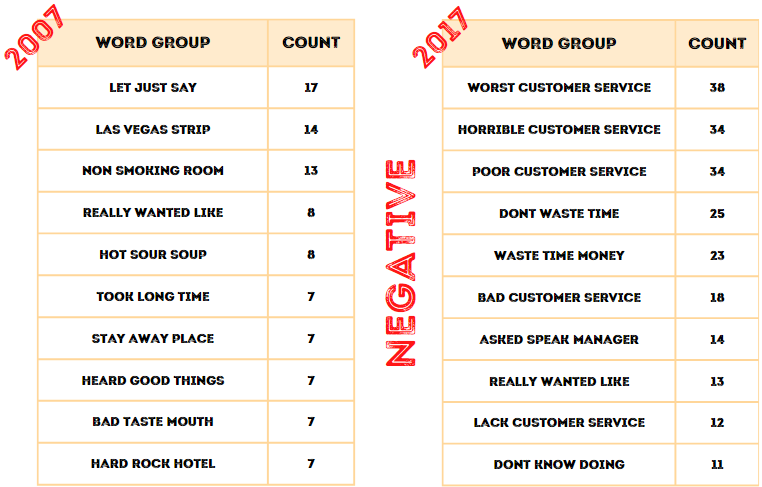 2007
WORD GROUP COUNT
LET JUST SAY 17
LAS VEGAS STRIP 14
NON SMOKING ROOM 13
REALLY WANTED LIKE 8
HOT SOUR SOUP 8
TOOK LONG TIME 7
STAY AWAY PLACE 7
HEARD GOOD THINGS 7
BAD TASTE MOUTH 7
HARD ROCK HOTEL 7
NEGATIVE
2017
WORD GROUP COUNT
WORST CUSTOMER SERVICE 38
HORRIBLE CUSTOMER SERVICE 34
POOR CUSTOMER SERVICE 34
DONT WASTE TIME 25
WASTE TIME MONEY 23
BAD CUSTOMER SERVICE 18
ASKED SPEAK MANAGER 14
REALLY WANTED LIKE 13
LACK CUSTOMER SERVICE 12
DONT KNOW DOING 11